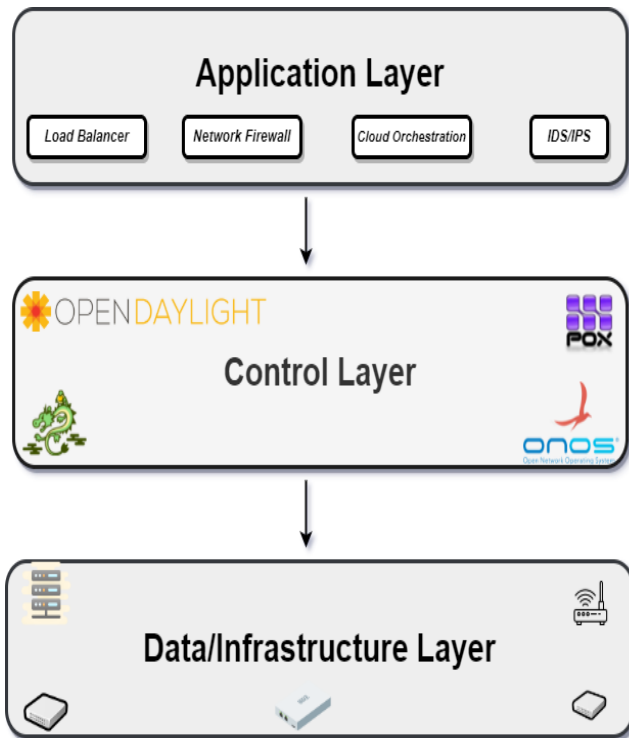 Application Layer
Load Balancer
Network Firewall
Cloud Orchestration
IDS/IPS
OPENDAYLIGHT
POX
Control Layer
onos
Open Network Operating System
Data/Infrastructure Layer